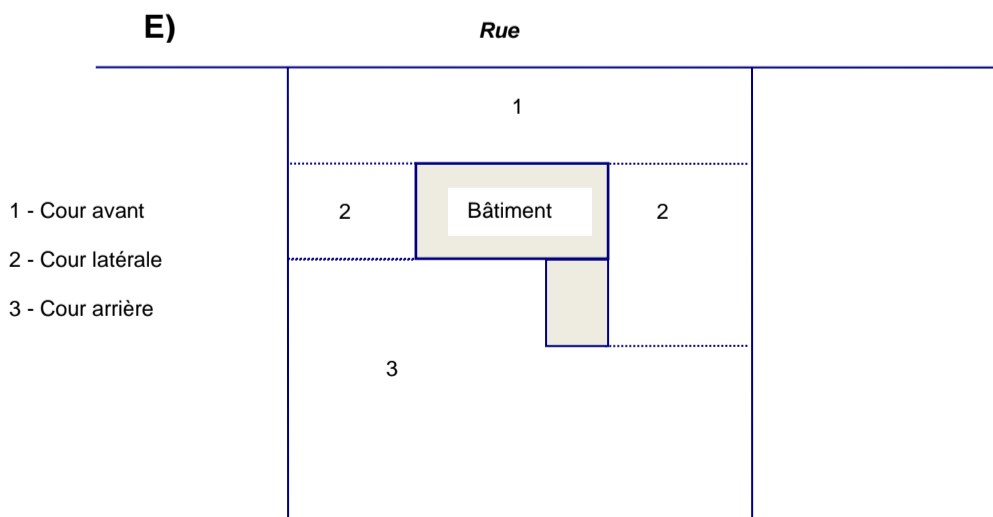 E)
Rue
1
1 - Cour avant
2
Bâtiment
2
2 - Cour latérale
3 - Cour arrière
3